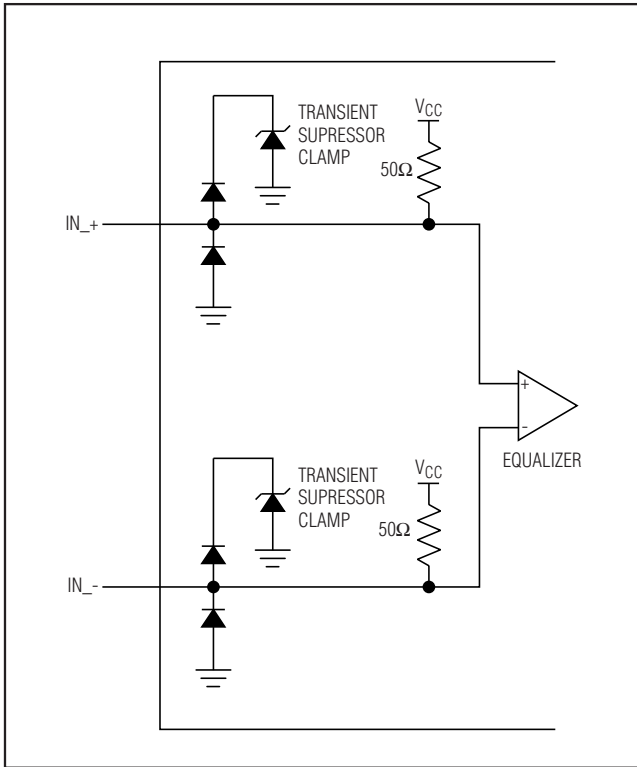 TRANSIENT
SUPRESSOR
CLAMP
VCC
50Ω
IN_+
+
-
EQUALIZER
TRANSIENT
SUPRESSOR
CLAMP
VCC
50Ω
IN_-